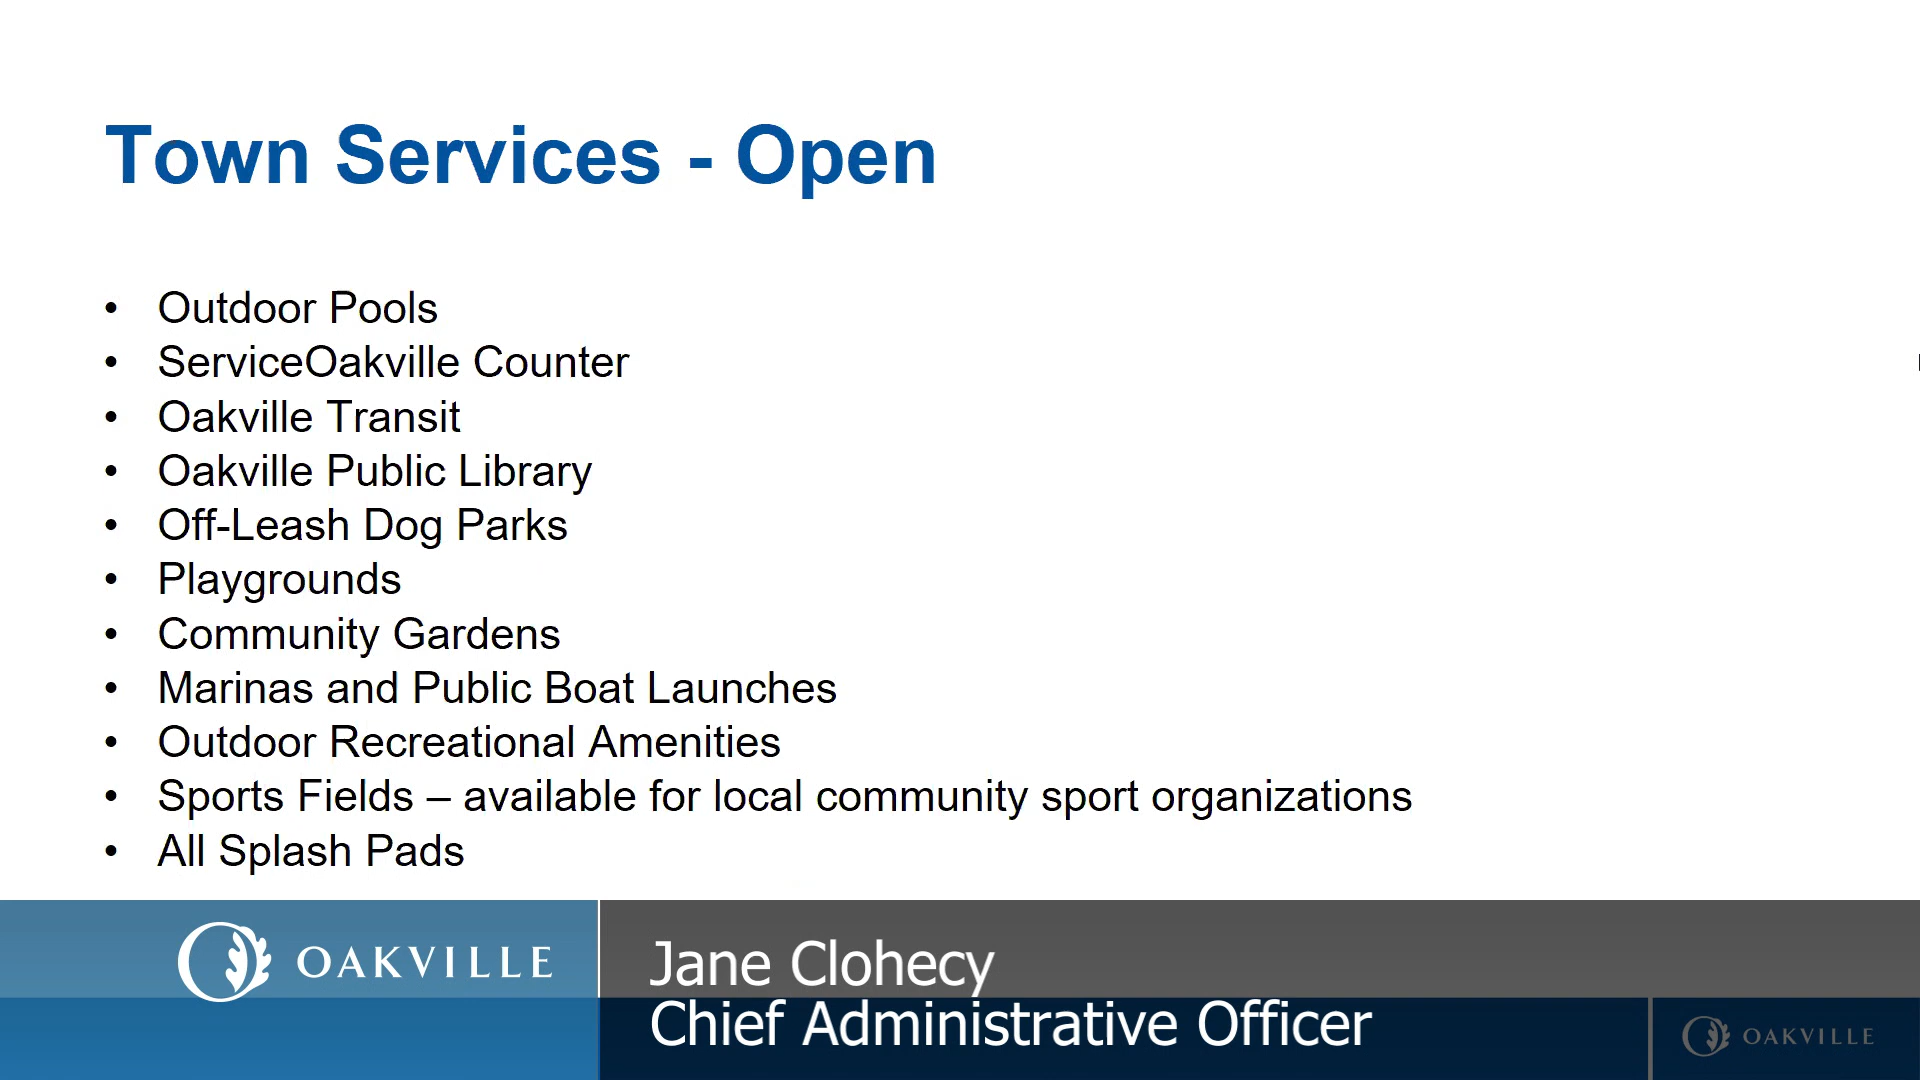 Town Services - Open
• Outdoor Pools
• ServiceOakville Counter
• Oakville Transit
• Oakville Public Library
• Off-Leash Dog Parks
• Playgrounds
• Community Gardens
• Marinas and Public Boat Launches
• Outdoor Recreational Amenities
• Sports Fields – available for local community sport organizations
• All Splash Pads
OAKVILLE
Jane Clohecy
Chief Administrative Officer
OAKVILLE